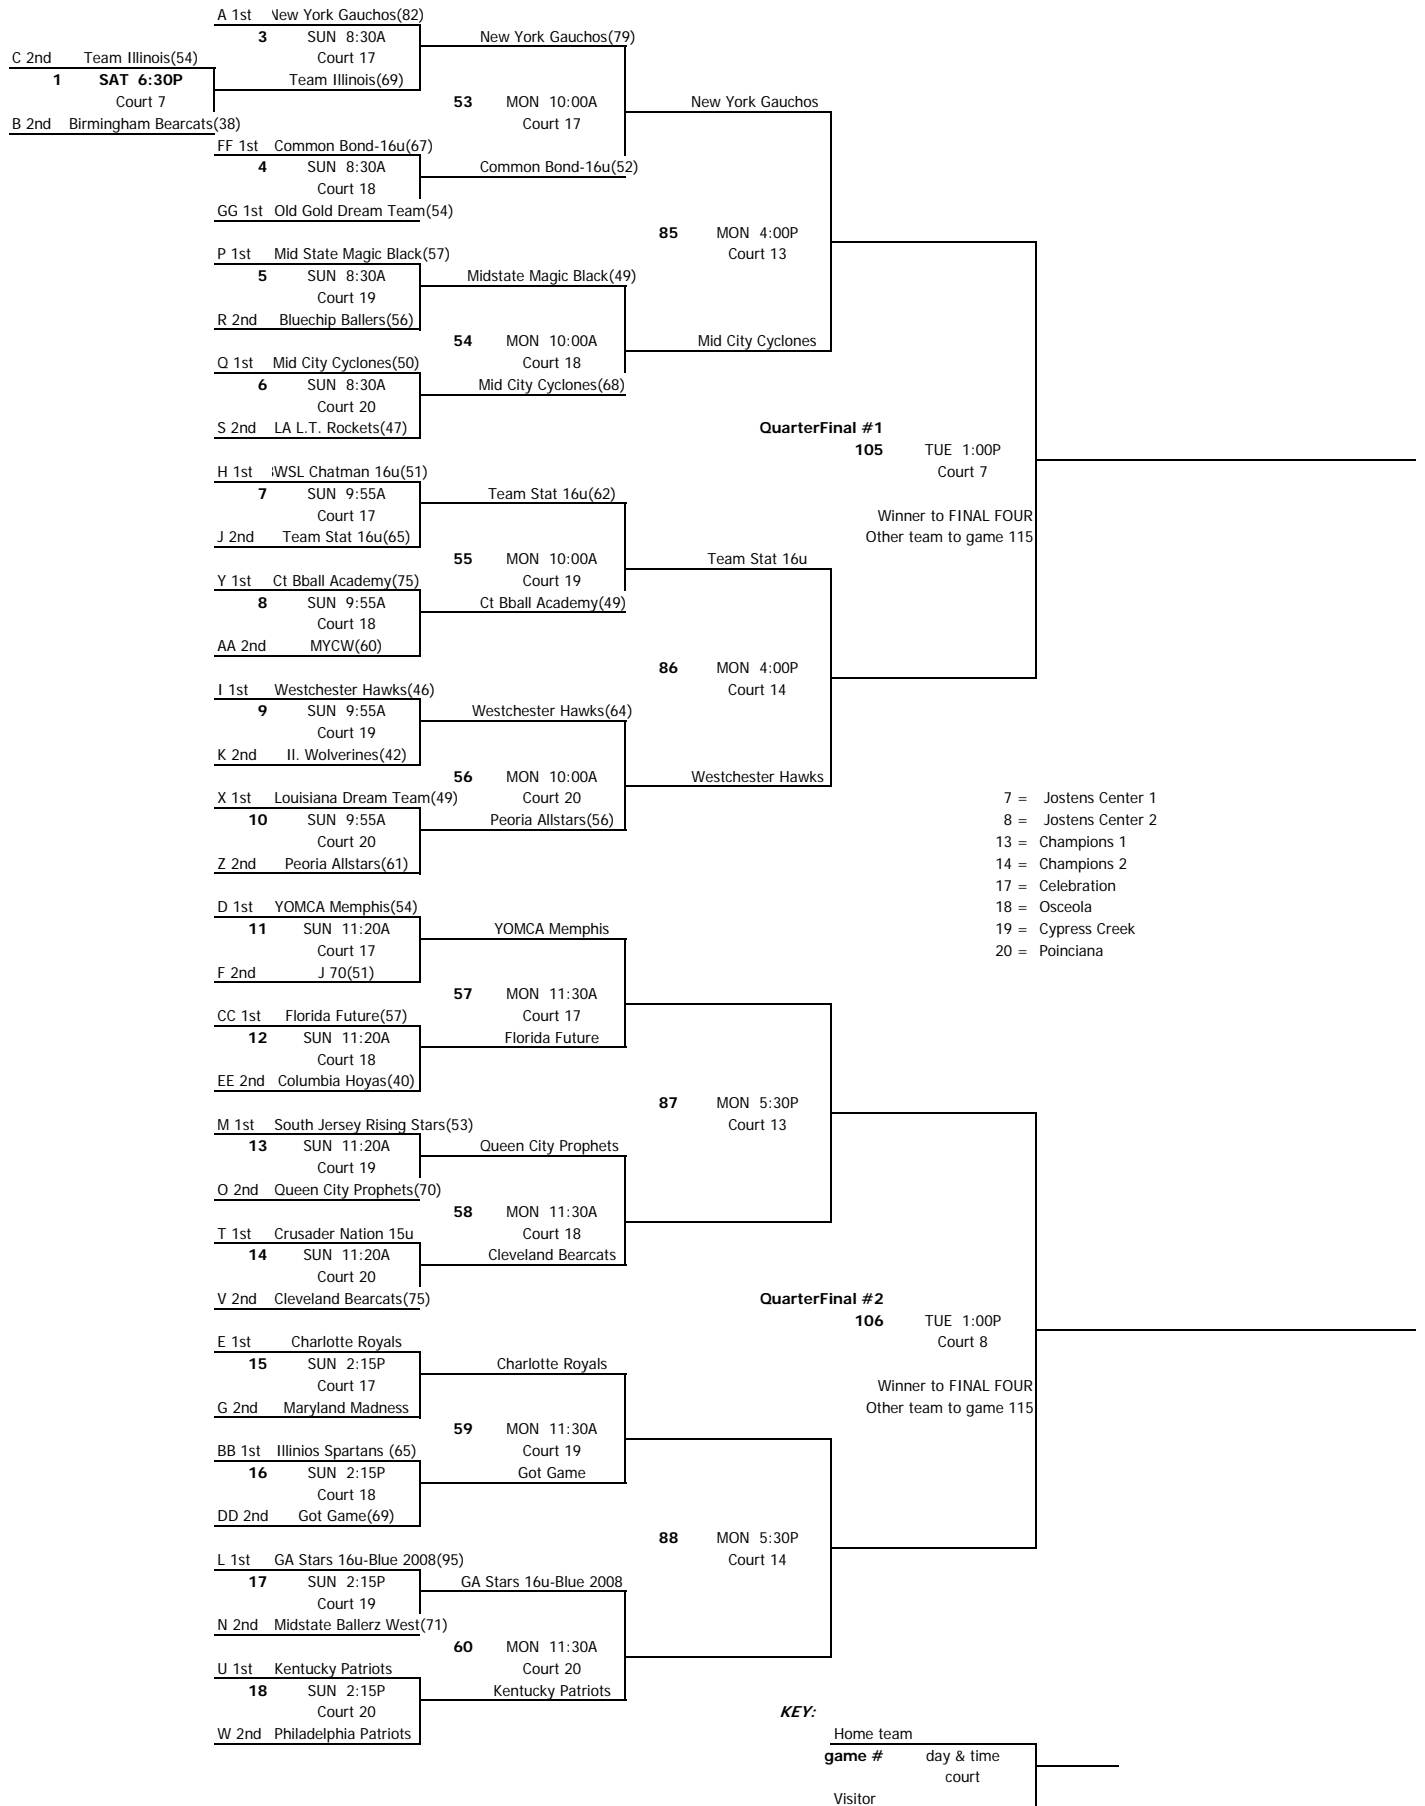 A 1st New York Gauchos(82)
3 SUN 8:30A
Court 17
Team Illinois(69)
C 2nd Team Illinois(54)
1 SAT 6:30P
Court 7
B 2nd Birmingham Bearcats(38)
New York Gauchos(79)
53 MON 10:00A
Court 17
Common Bond-16u(52)
New York Gauchos
FF 1st Common Bond-16u(67)
4 SUN 8:30A
Court 18
GG 1st Old Gold Dream Team(54)
85 MON 4:00P
Court 13
P 1st Mid State Magic Black(57)
5 SUN 8:30A
Court 19
R 2nd Bluechip Ballers(56)
Midstate Magic Black(49)
54 MON 10:00A
Court 18
Mid City Cyclones(68)
Mid City Cyclones
Q 1st Mid City Cyclones(50)
6 SUN 8:30A
Court 20
S 2nd LA L.T. Rockets(47)
QuarterFinal #1
105 TUE 1:00P
Court 7
Winner to FINAL FOUR
Other team to game 115
H 1st WSL Chatman 16u(51)
7 SUN 9:55A
Court 17
J 2nd Team Stat 16u(65)
Team Stat 16u(62)
55 MON 10:00A
Court 19
Ct Bball Academy(49)
Team Stat 16u
Y 1st Ct Bball Academy(75)
8 SUN 9:55A
Court 18
AA 2nd MYCW(60)
86 MON 4:00P
Court 14
I 1st Westchester Hawks(46)
9 SUN 9:55A
Court 19
K 2nd II. Wolverines(42)
Westchester Hawks(64)
56 MON 10:00A
Court 20
Peoria Allstars(56)
Westchester Hawks
X 1st Louisiana Dream Team(49)
10 SUN 9:55A
Court 20
Z 2nd Peoria Allstars(61)
7 = Jostens Center 1
8 = Jostens Center 2
13 = Champions 1
14 = Champions 2
17 = Celebration
18 = Osceola
19 = Cypress Creek
20 = Poinciana
D 1st YOMCA Memphis(54)
11 SUN 11:20A
Court 17
F 2nd J 70(51)
YOMCA Memphis
57 MON 11:30A
Court 17
Florida Future
CC 1st Florida Future(57)
12 SUN 11:20A
Court 18
EE 2nd Columbia Hoyas(40)
87 MON 5:30P
Court 13
M 1st South Jersey Rising Stars(53)
13 SUN 11:20A
Court 19
O 2nd Queen City Prophets(70)
Queen City Prophets
58 MON 11:30A
Court 18
Cleveland Bearcats
T 1st Crusader Nation 15u
14 SUN 11:20A
Court 20
V 2nd Cleveland Bearcats(75)
QuarterFinal #2
106 TUE 1:00P
Court 8
Winner to FINAL FOUR
Other team to game 115
E 1st Charlotte Royals
15 SUN 2:15P
Court 17
G 2nd Maryland Madness
Charlotte Royals
59 MON 11:30A
Court 19
Got Game
BB 1st Illinios Spartans (65)
16 SUN 2:15P
Court 18
DD 2nd Got Game(69)
88 MON 5:30P
Court 14
L 1st GA Stars 16u-Blue 2008(95)
17 SUN 2:15P
Court 19
N 2nd Midstate Ballerz West(71)
GA Stars 16u-Blue 2008
60 MON 11:30A
Court 20
Kentucky Patriots
U 1st Kentucky Patriots
18 SUN 2:15P
Court 20
W 2nd Philadelphia Patriots
KEY:
Home team
game # day & time
court
Visitor